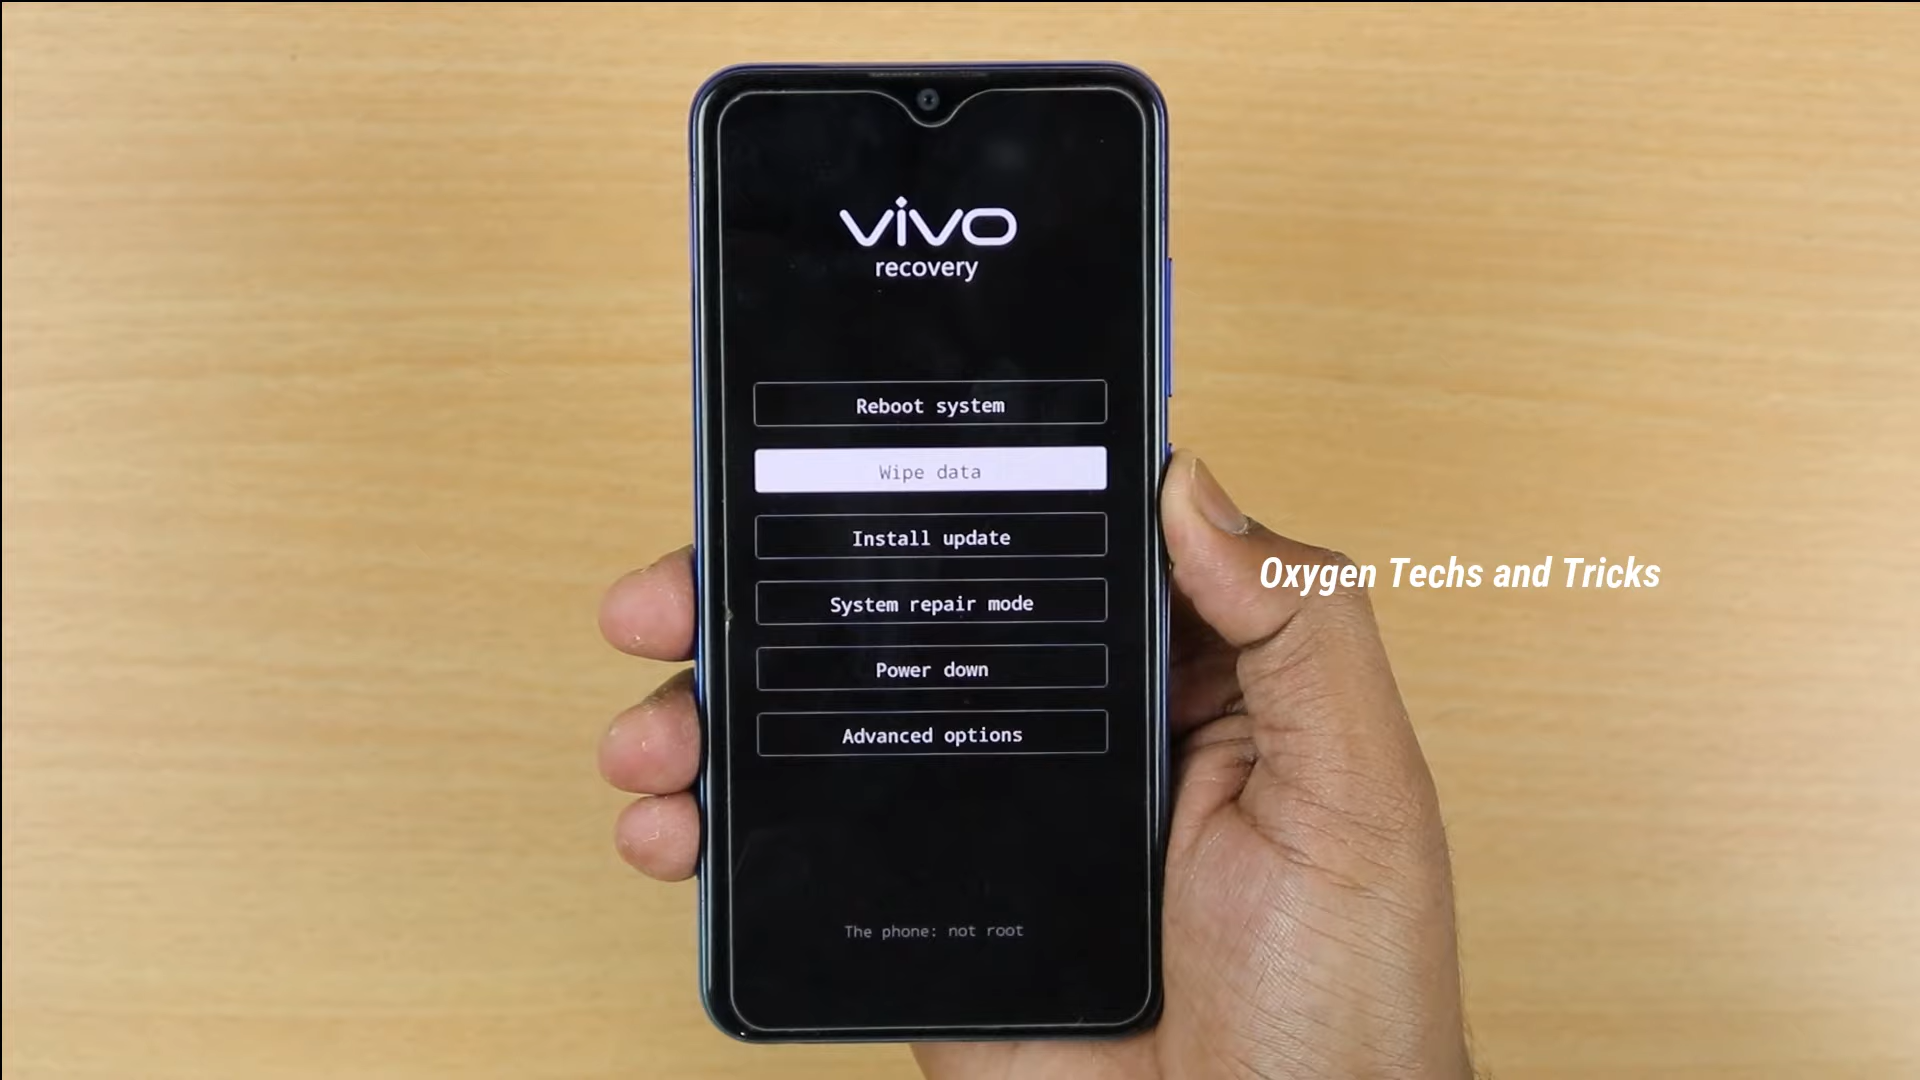 vivo
recovery
Reboot system
Wipe data
Install update
System repair mode
Power down
Advanced options
The phone: not root
Oxygen Techs and Tricks